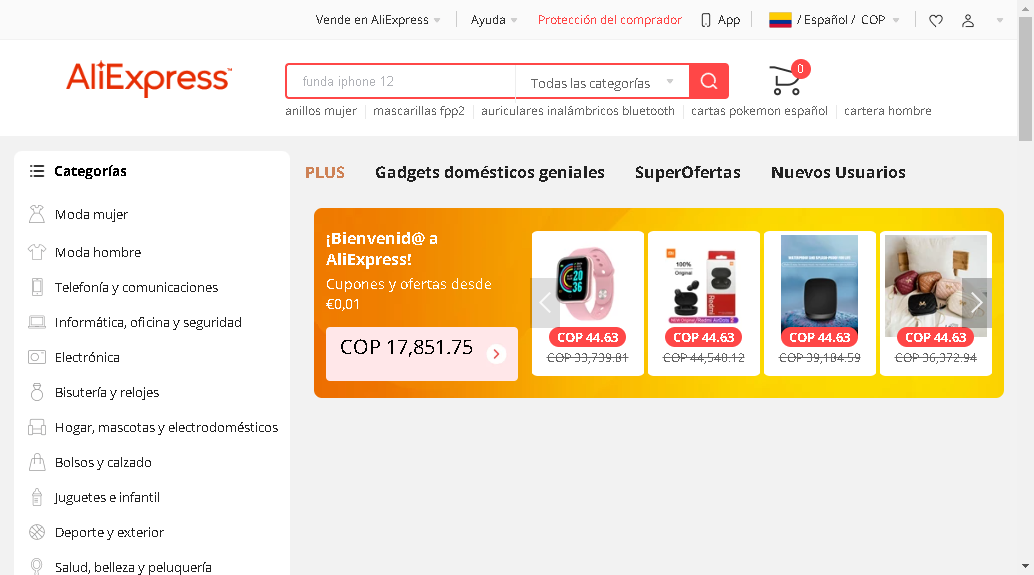 Vende en AliExpress
Ayuda
Protección del comprador
App
/ Español / COP
AliExpress
funda iphone 12
Todas las categorías
0
anillos mujer
mascarillas fpp2
auriculares inalámbricos bluetooth
cartas pokemon español
cartera hombre
Categorías
Moda mujer
Moda hombre
Telefonía y comunicaciones
Informática, oficina y seguridad
Electrónica
Bisutería y relojes
Hogar, mascotas y electrodomésticos
Bolsos y calzado
Juguetes e infantil
Deporte y exterior
Salud, belleza y peluquería
PLUS
Gadgets domésticos geniales
SuperOfertas
Nuevos Usuarios
¡Bienvenid@ a
AliExpress!
Cupones y ofertas desde
€0,01
COP 17,851.75
COP 44.63
COP 33,739.81
100%
Original
Redmi
COP 44.63
COP 44,540.12
COP 44.63
COP 39,184.59
COP 44.63
COP 36,372.94